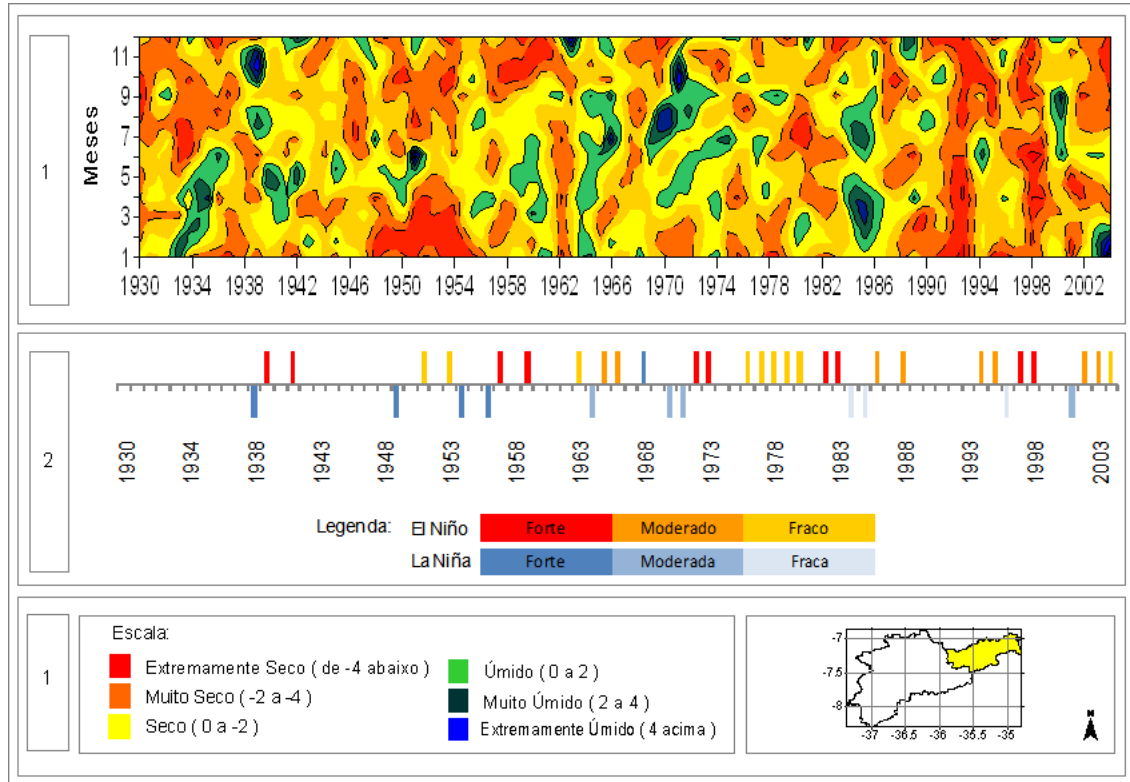 1
Meses
11
9
7
5
3
1
1930 1934 1938 1942 1946 1950 1954 1958 1962 1966 1970 1974 1978 1982 1986 1990 1994 1998 2002
2
1930 1934 1938 1943 1948 1953 1958 1963 1968 1973 1978 1983 1988 1993 1998 2003
Legenda: El Niño Forte Moderado Fraco
La Niña Forte Moderada Fraca
1
Escala:
Extremamente Seco ( de -4 abaixo )
Muito Seco ( -2 a -4 )
Seco ( 0 a -2 )
Úmido ( 0 a 2 )
Muito Úmido ( 2 a 4 )
Extremamente Úmido ( 4 acima )
-7
-7.5
-8
-37 -36.5 -36 -35.5 -35
N